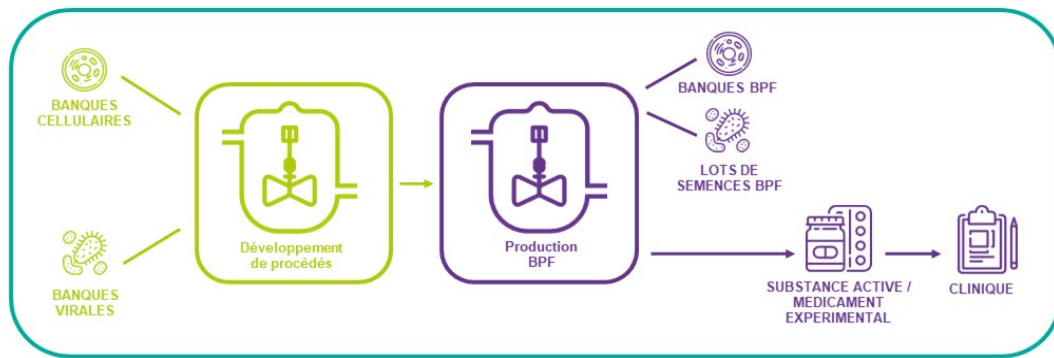 BANQUES
CELLULAIRES
BANQUES
VIRALES
Développement
de procédés
Production
BPF
BANQUES BPF
LOTS DE
SEMENCES BPF
SUBSTANCE ACTIVE /
MEDICAMENT
EXPERIMENTAL
CLINIQUE